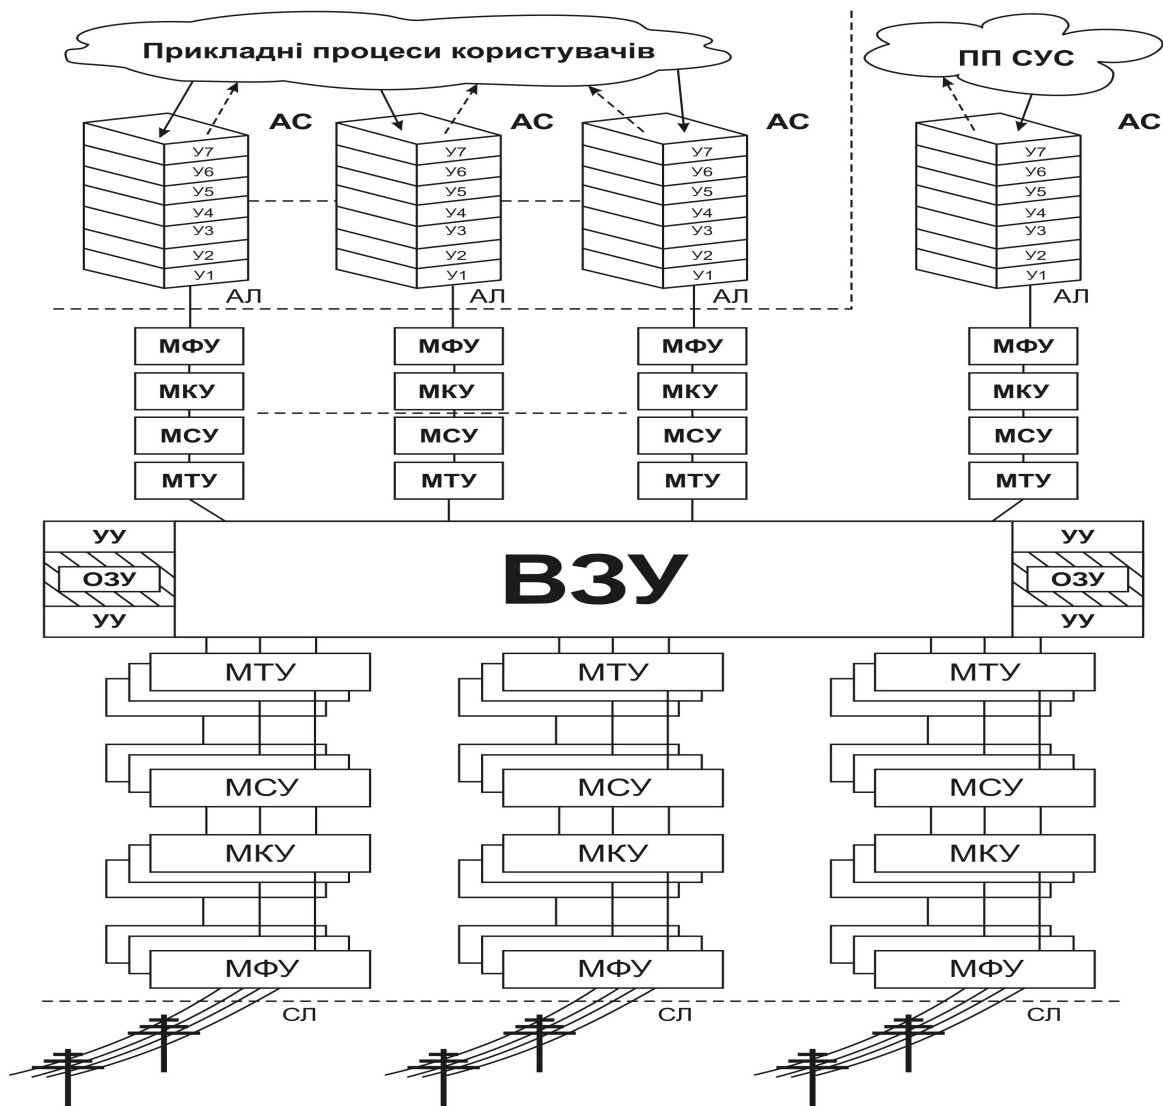 Прикладні процеси користувачів
ПП СУС
АС АС АС АС
У7 У7 У7 У7
У6 У6 У6 У6
У5 У5 У5 У5
У4 У4 У4 У4
У3 У3 У3 У3
У2 У2 У2 У2
У1 У1 У1 У1
АЛ АЛ АЛ АЛ
МФУ МФУ МФУ МФУ
МКУ МКУ МКУ МКУ
МСУ МСУ МСУ МСУ
МТУ МТУ МТУ МТУ
УУ УУ
ОЗУ ВЗУ ОЗУ
УУ УУ
МТУ МТУ МТУ
МСУ МСУ МСУ
МКУ МКУ МКУ
МФУ МФУ МФУ
СЛ СЛ СЛ